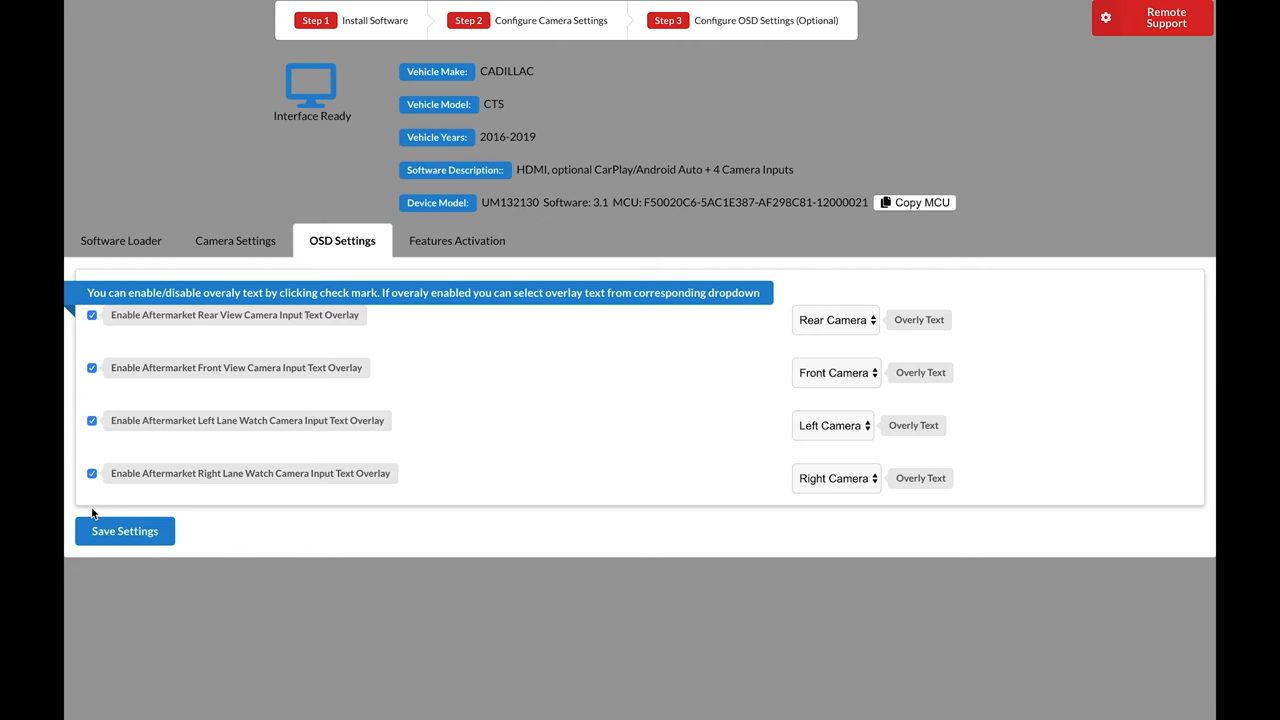 Step 1 Install Software
Step 2 Configure Camera Settings
Step 3 Configure OSD Settings (Optional)
Remote Support
Interface Ready
Vehicle Make: CADILLAC
Vehicle Model: CTS
Vehicle Years: 2016-2019
Software Description:: HDMI, optional CarPlay/Android Auto + 4 Camera Inputs
Device Model: UM132130 Software: 3.1 MCU: F50020C6-5AC1E387-AF298C81-12000021 Copy MCU
Software Loader Camera Settings OSD Settings Features Activation
You can enable/disable overaly text by clicking check mark. If overaly enabled you can select overlay text from corresponding dropdown
Enable Aftermarket Rear View Camera Input Text Overlay Rear Camera Overly Text
Enable Aftermarket Front View Camera Input Text Overlay Front Camera Overly Text
Enable Aftermarket Left Lane Watch Camera Input Text Overlay Left Camera Overly Text
Enable Aftermarket Right Lane Watch Camera Input Text Overlay Right Camera Overly Text
Save Settings